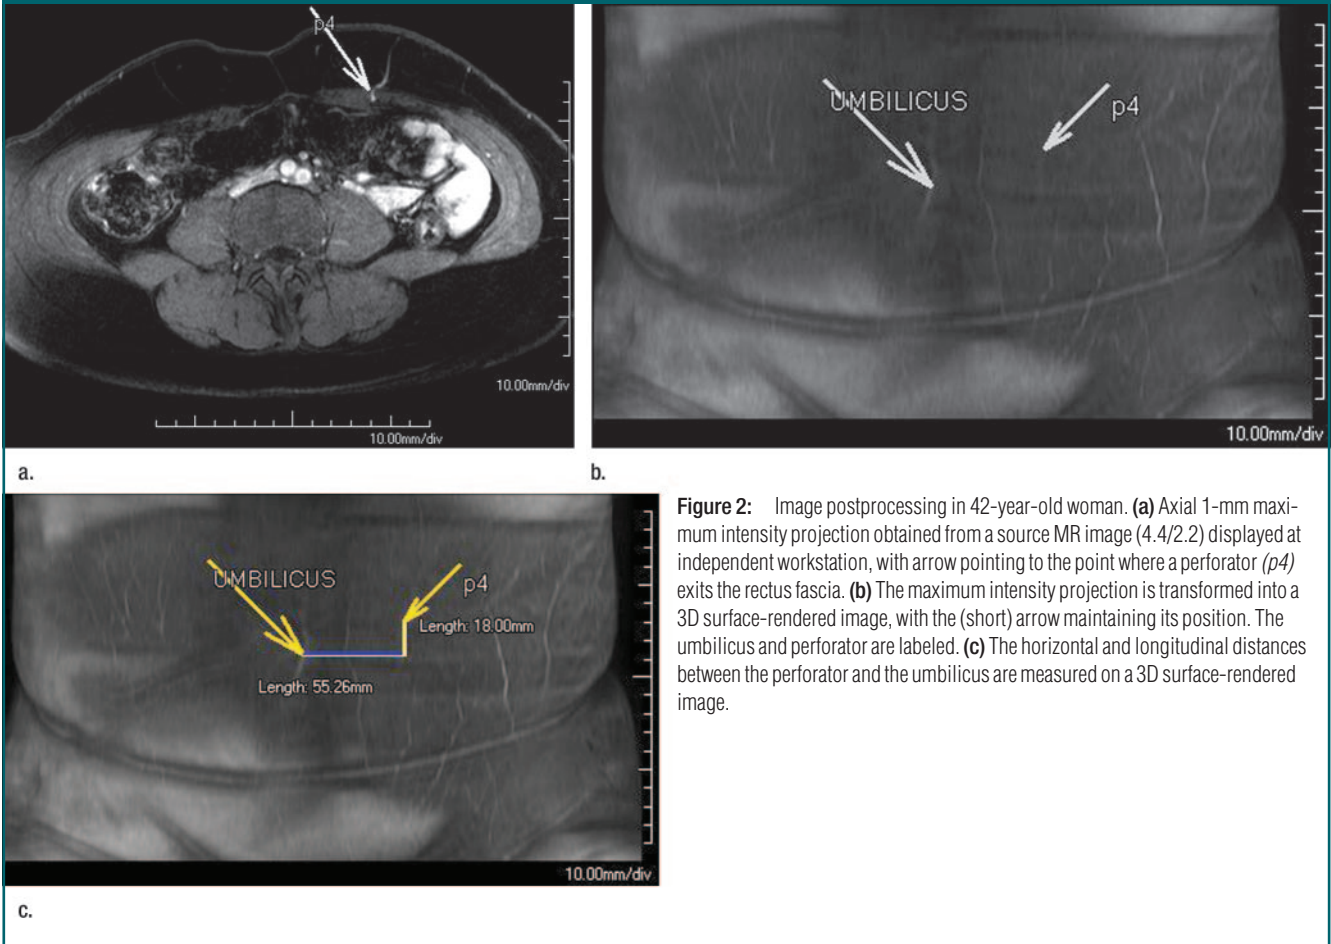 p4
10.00mm/div
10.00mm/div
a.
UMBILICUS
p4
10.00mm/div
b.
UMBILICUS
p4
Length: 18.00mm
Length: 55.26mm
10.00mm/div
c.
Figure 2: Image postprocessing in 42-year-old woman. (a) Axial 1-mm maxi-
mum intensity projection obtained from a source MR image (4.4/2.2) displayed at
independent workstation, with arrow pointing to the point where a perforator (p4)
exits the rectus fascia. (b) The maximum intensity projection is transformed into a
3D surface-rendered image, with the (short) arrow maintaining its position. The
umbilicus and perforator are labeled. (c) The horizontal and longitudinal distances
between the perforator and the umbilicus are measured on a 3D surface-rendered
image.